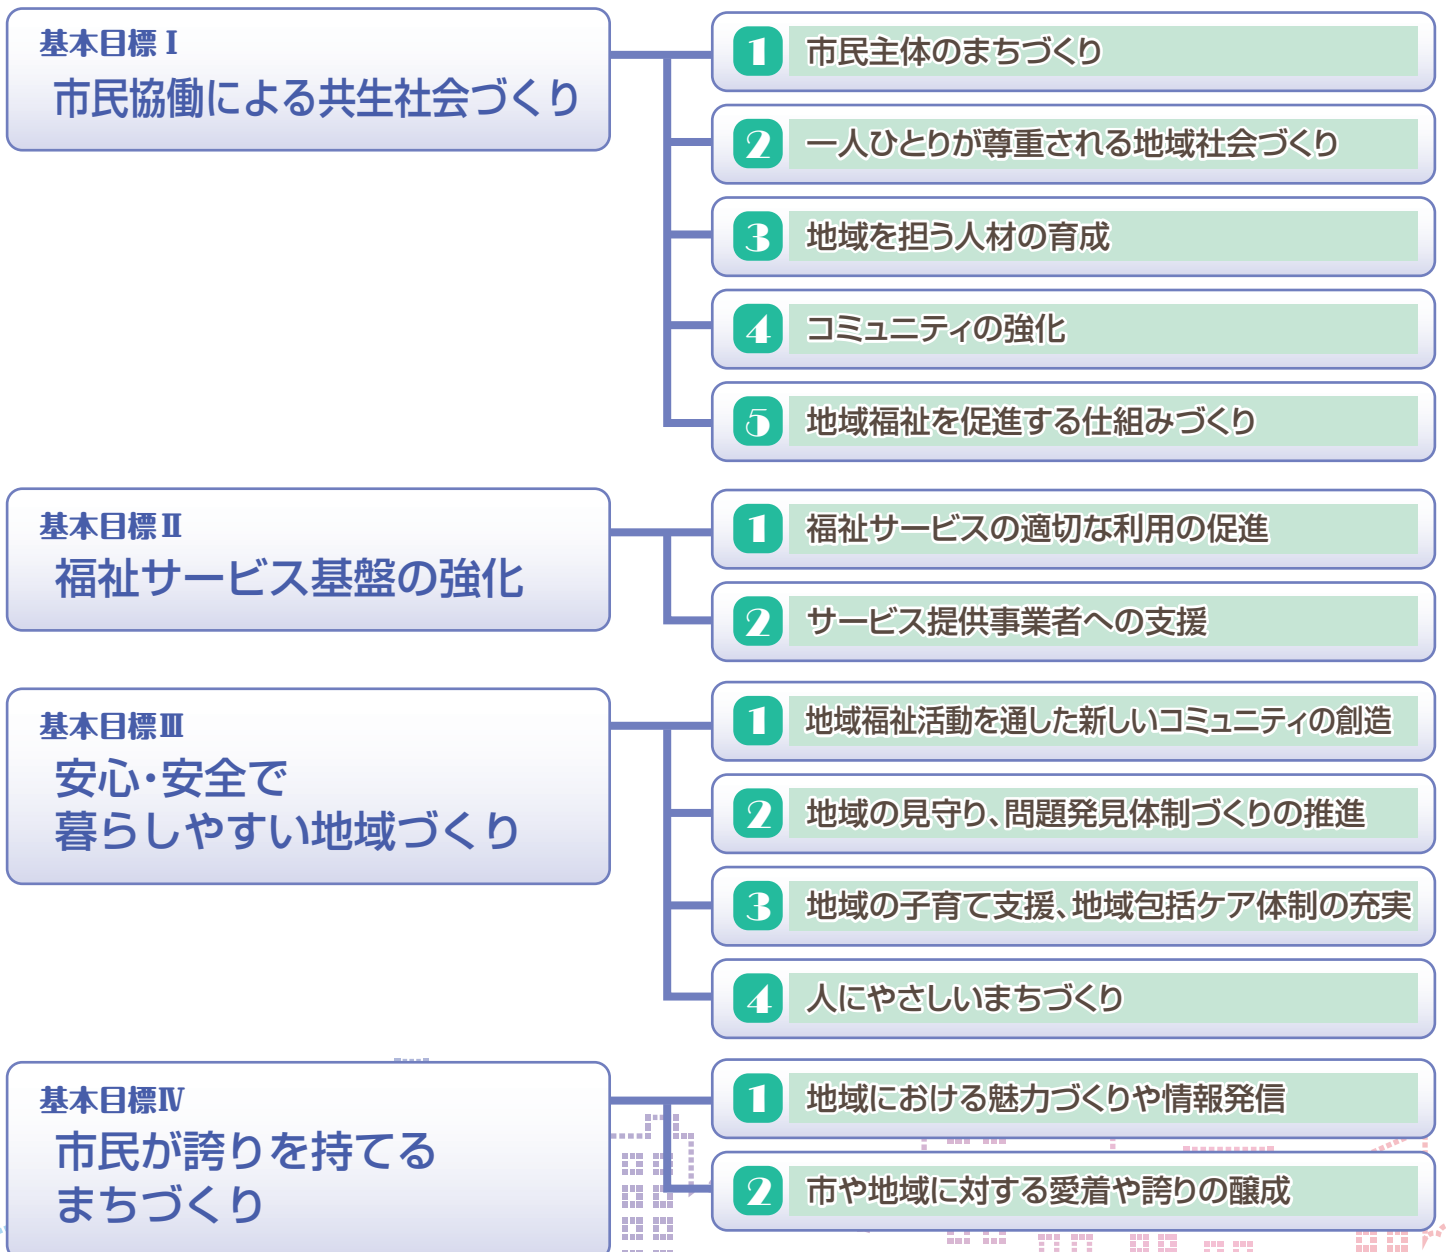 基本目標 Ⅰ
市民協働による共生社会づくり
1 市民主体のまちづくり
2 一人ひとりが尊重される地域社会づくり
3 地域を担う人材の育成
4 コミュニティの強化
5 地域福祉を促進する仕組みづくり
基本目標 Ⅱ
福祉サービス基盤の強化
1 福祉サービスの適切な利用の促進
2 サービス提供事業者への支援
基本目標Ⅲ
安心・安全で
暮らしやすい地域づくり
1 地域福祉活動を通した新しいコミュニティの創造
2 地域の見守り、問題発見体制づくりの推進
3 地域の子育て支援、地域包括ケア体制の充実
4 人にやさしいまちづくり
基本目標Ⅳ
市民が誇りを持てる
まちづくり
1 地域における魅力づくりや情報発信
2 市や地域に対する愛着や誇りの醸成